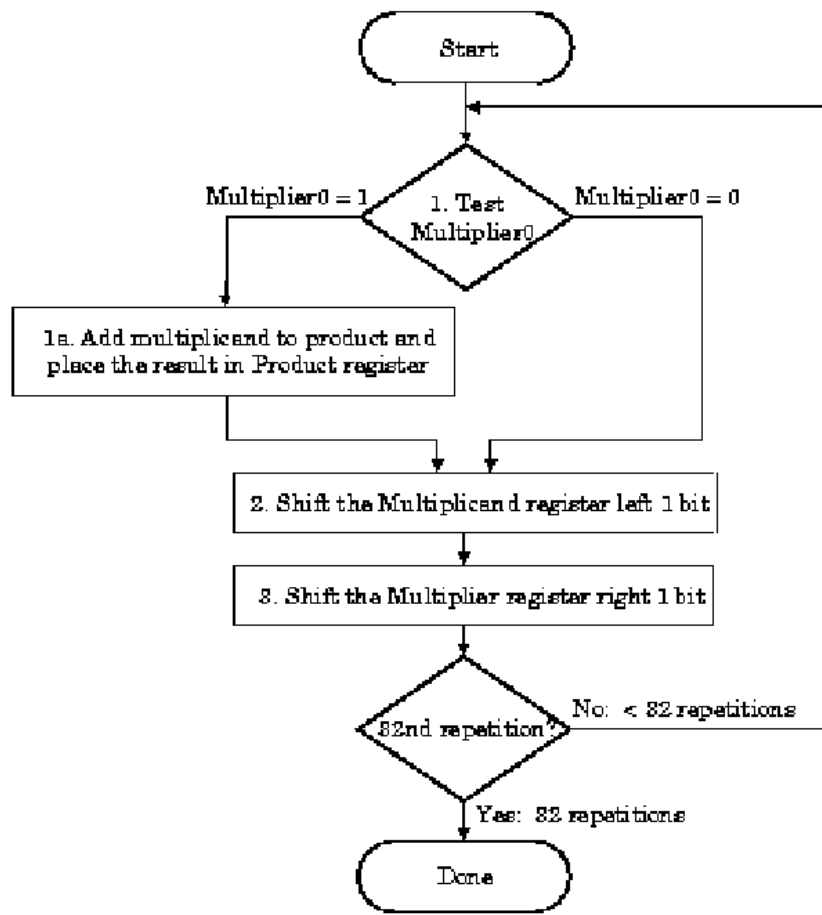 Start
Multiplier0 = 1
1. Test
Multiplier0
Multiplier0 = 0
1a. Add multiplicand to product and
place the result in Product register
2. Shift the Multiplicand register left 1 bit
3. Shift the Multiplier register right 1 bit
32nd repetition?
No: < 32 repetitions
Yes: 32 repetitions
Done